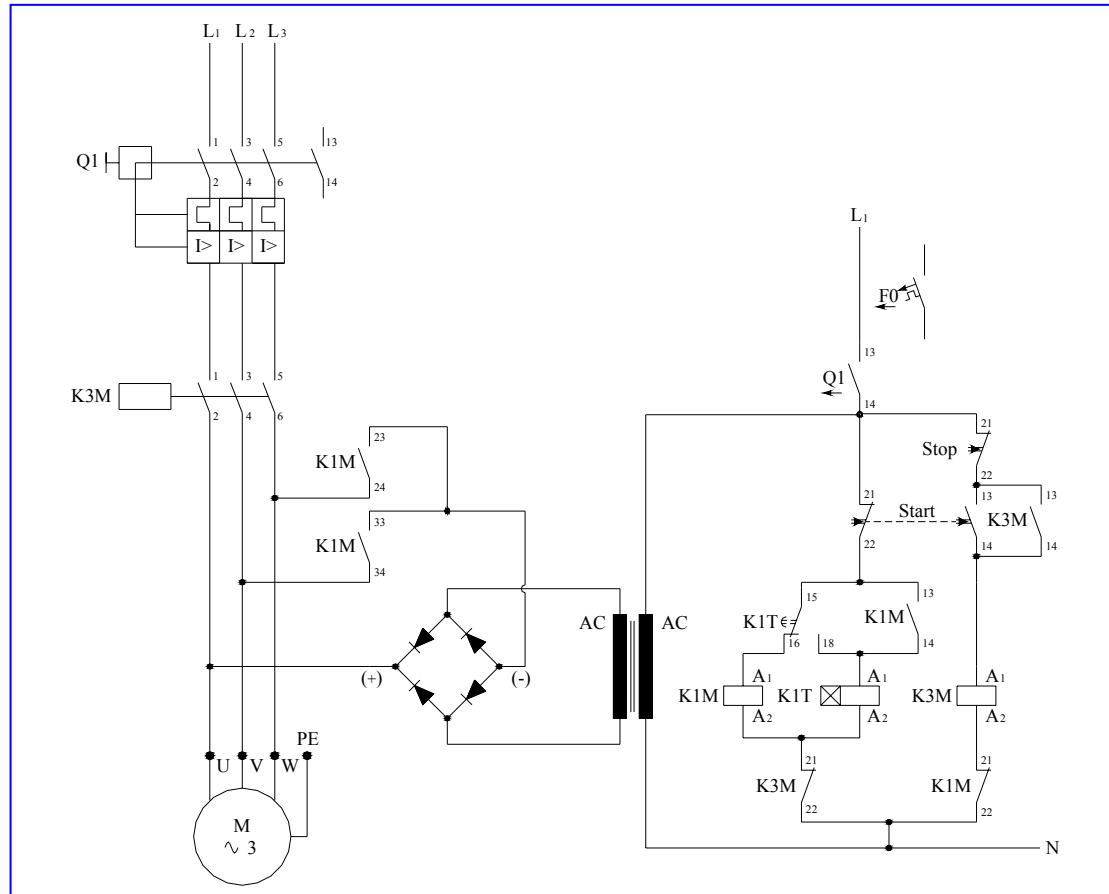 L1 L2 L3
1 3 5 13
Q1
2 4 6 14
I> I> I>
L1
F0
13
Q1
14
1 3 5
K3M
2 4 6
23
K1M
24
33
K1M
34
21
Stop
22
21
Start
13 13
K3M
22
14 14
15 13
K1T K1M
16 18 14
AC AC
(+) (-)
K1M A1 K1T A1 K3M A1
A2 A2 A2
PE
U V W
21 21
K3M K1M
22 22
M
3
N